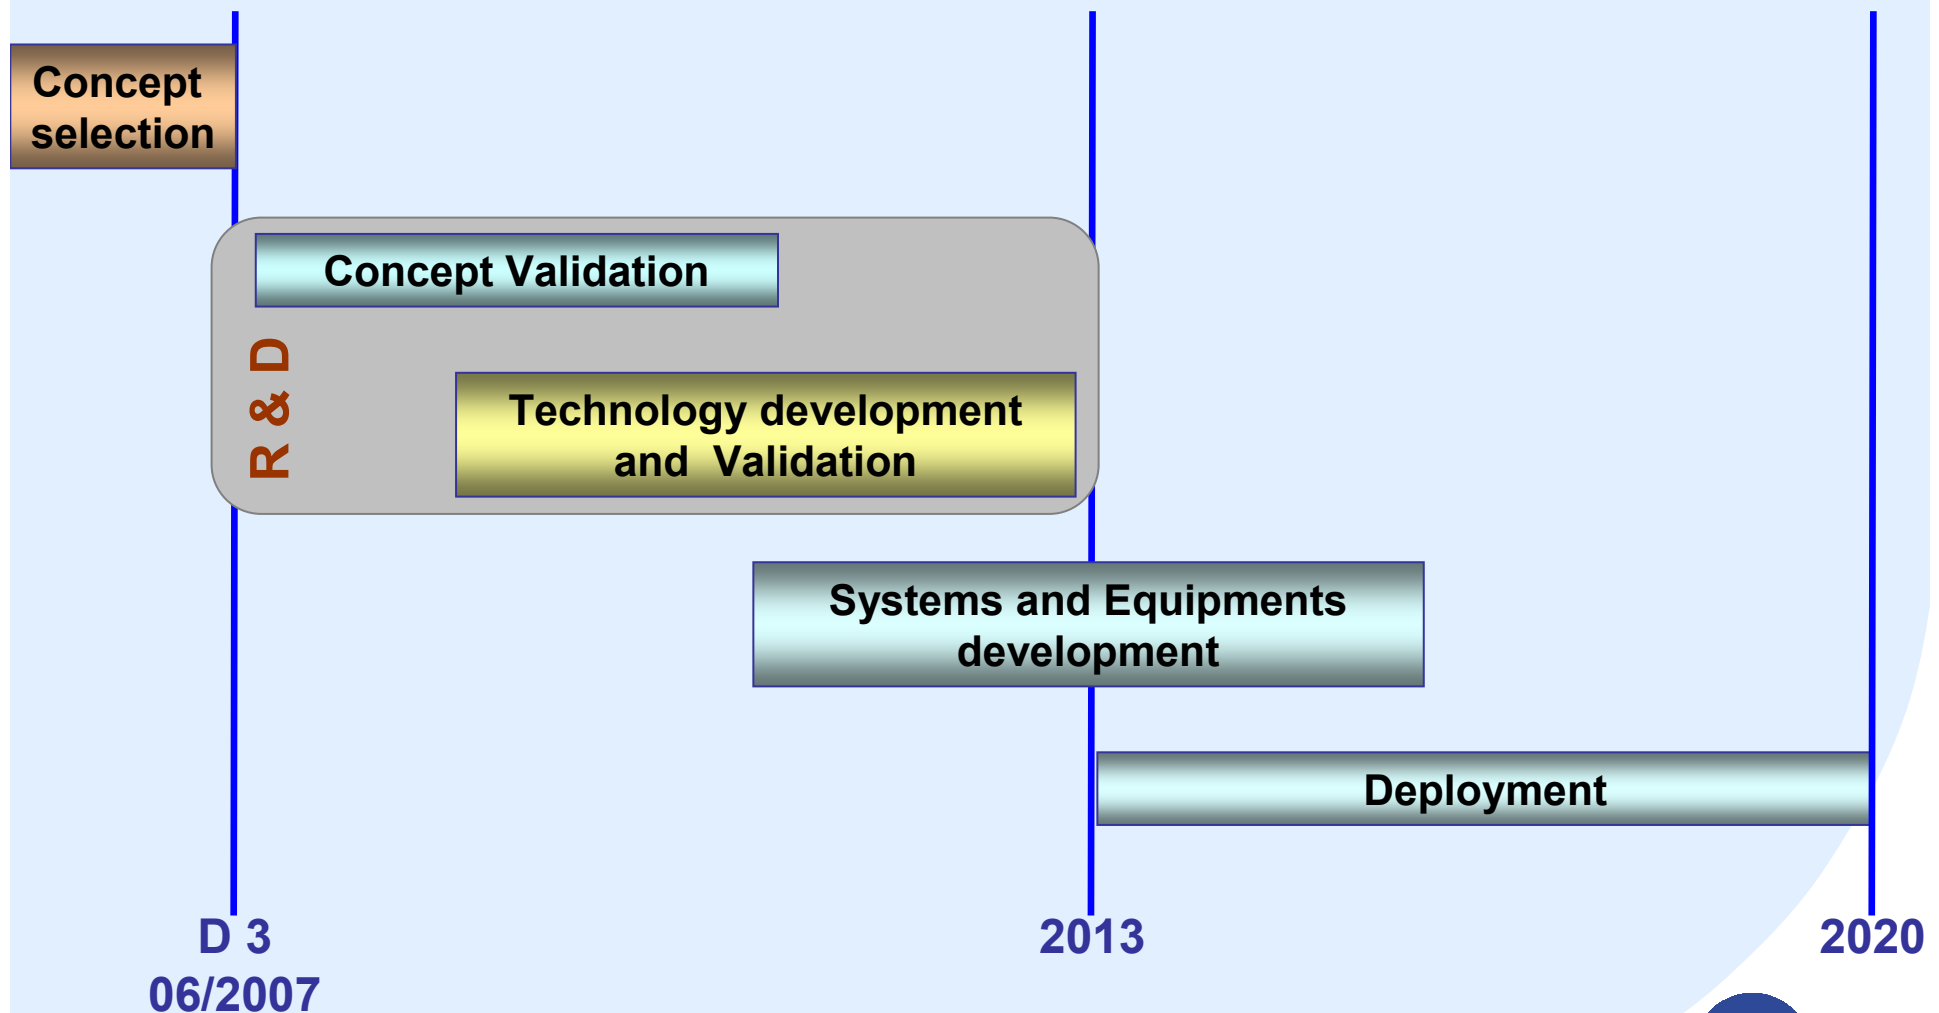 Concept
selection
Concept Validation
R & D
Technology development
and Validation
Systems and Equipments
development
Deployment
D 3
06/2007
2013
2020